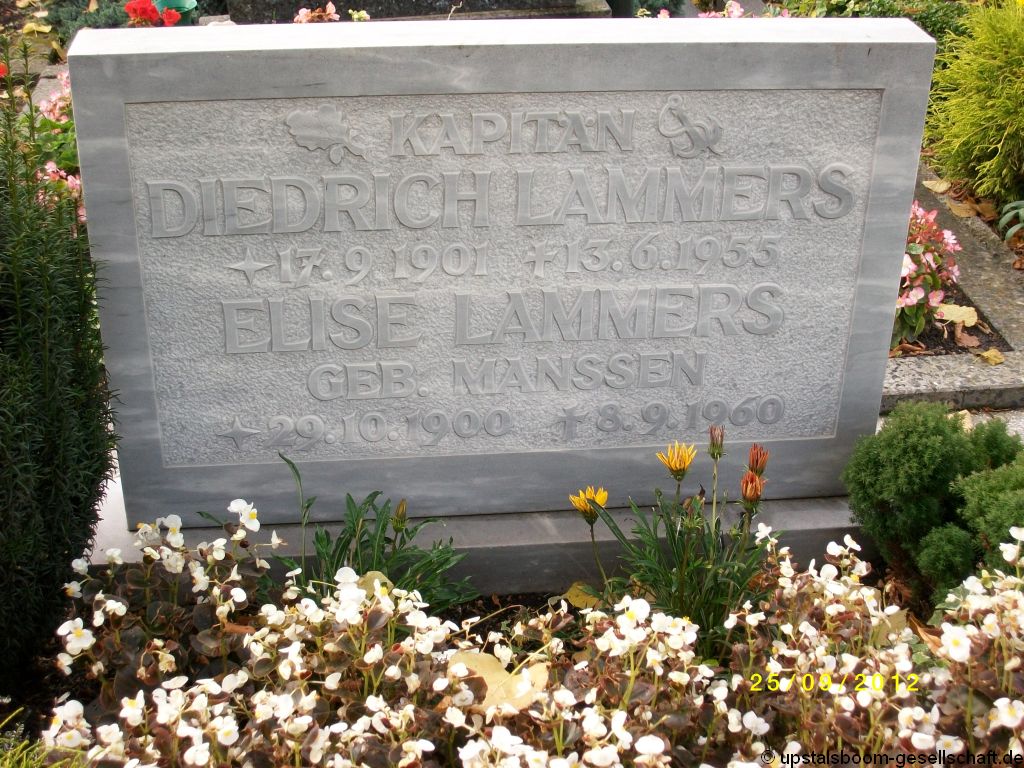 KAPITÄN
DIEDRICH LAMMERS
17.9.1901 13.6.1955
ELISE LAMMERS
GEB. MANSSEN
29.10.1900 8.9.1960
25/09/2012
© upstalsboom-gesellschaft.de